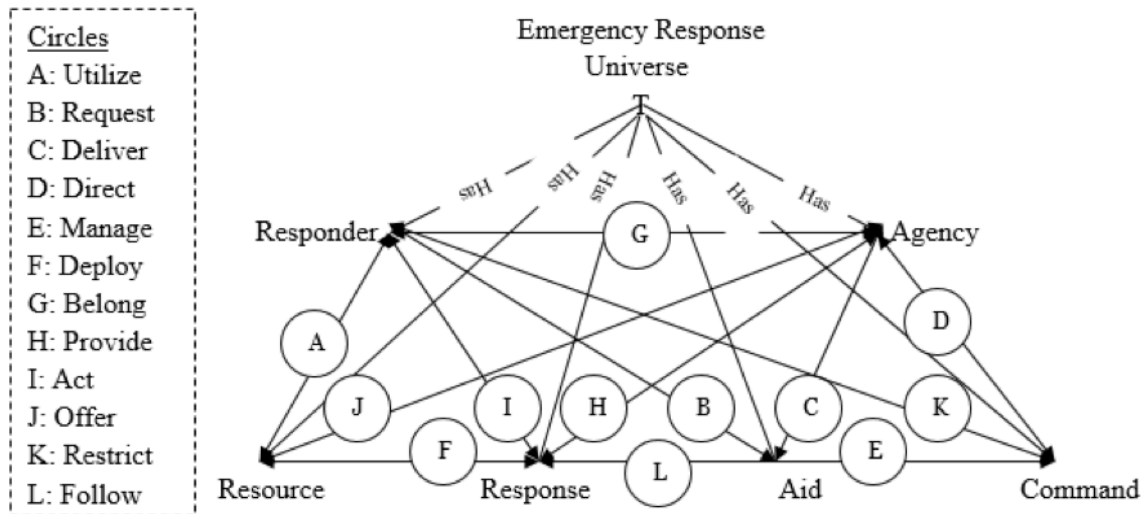 Circles
A: Utilize
B: Request
C: Deliver
D: Direct
E: Manage
F: Deploy
G: Belong
H: Provide
I: Act
J: Offer
K: Restrict
L: Follow
Emergency Response
Universe
T
Has
Has
Has
Has
Has
Has
Responder
G
Agency
A
D
J
I
H
B
C
K
F
L
E
Resource
Response
Aid
Command